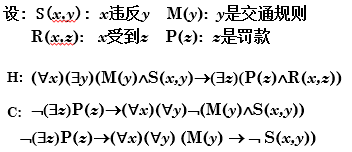 设: S(x,y): x违反y M(y): y是交通规则
R(x,z): x受到z P(z): z是罚款
H: (∀x)(∃y)(M(y)∧S(x,y)→(∃z)(P(z)∧R(x,z))
C: ¬(∃z)P(z)→(∀x)(∀y)¬(M(y)∧S(x,y))
¬(∃z)P(z)→(∀x)(∀y) (M(y) → ¬ S(x,y))